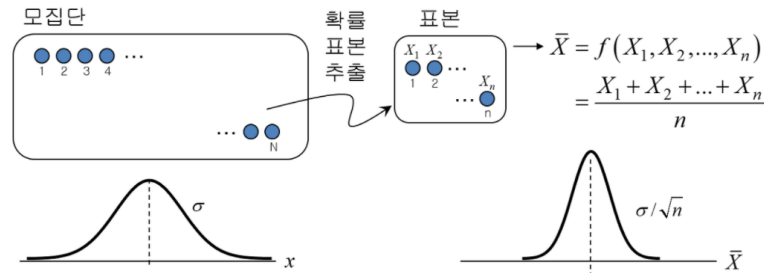 모집단
1 2 3 4 ...
... N
확률
표본
추출
표본
X₁ X₂
1 2 ...
Xₙ
...
n
X̄ = f(X₁, X₂,..., Xₙ)
= (X₁ + X₂ + ... + Xₙ) / n
σ
x
σ/√n
X̄